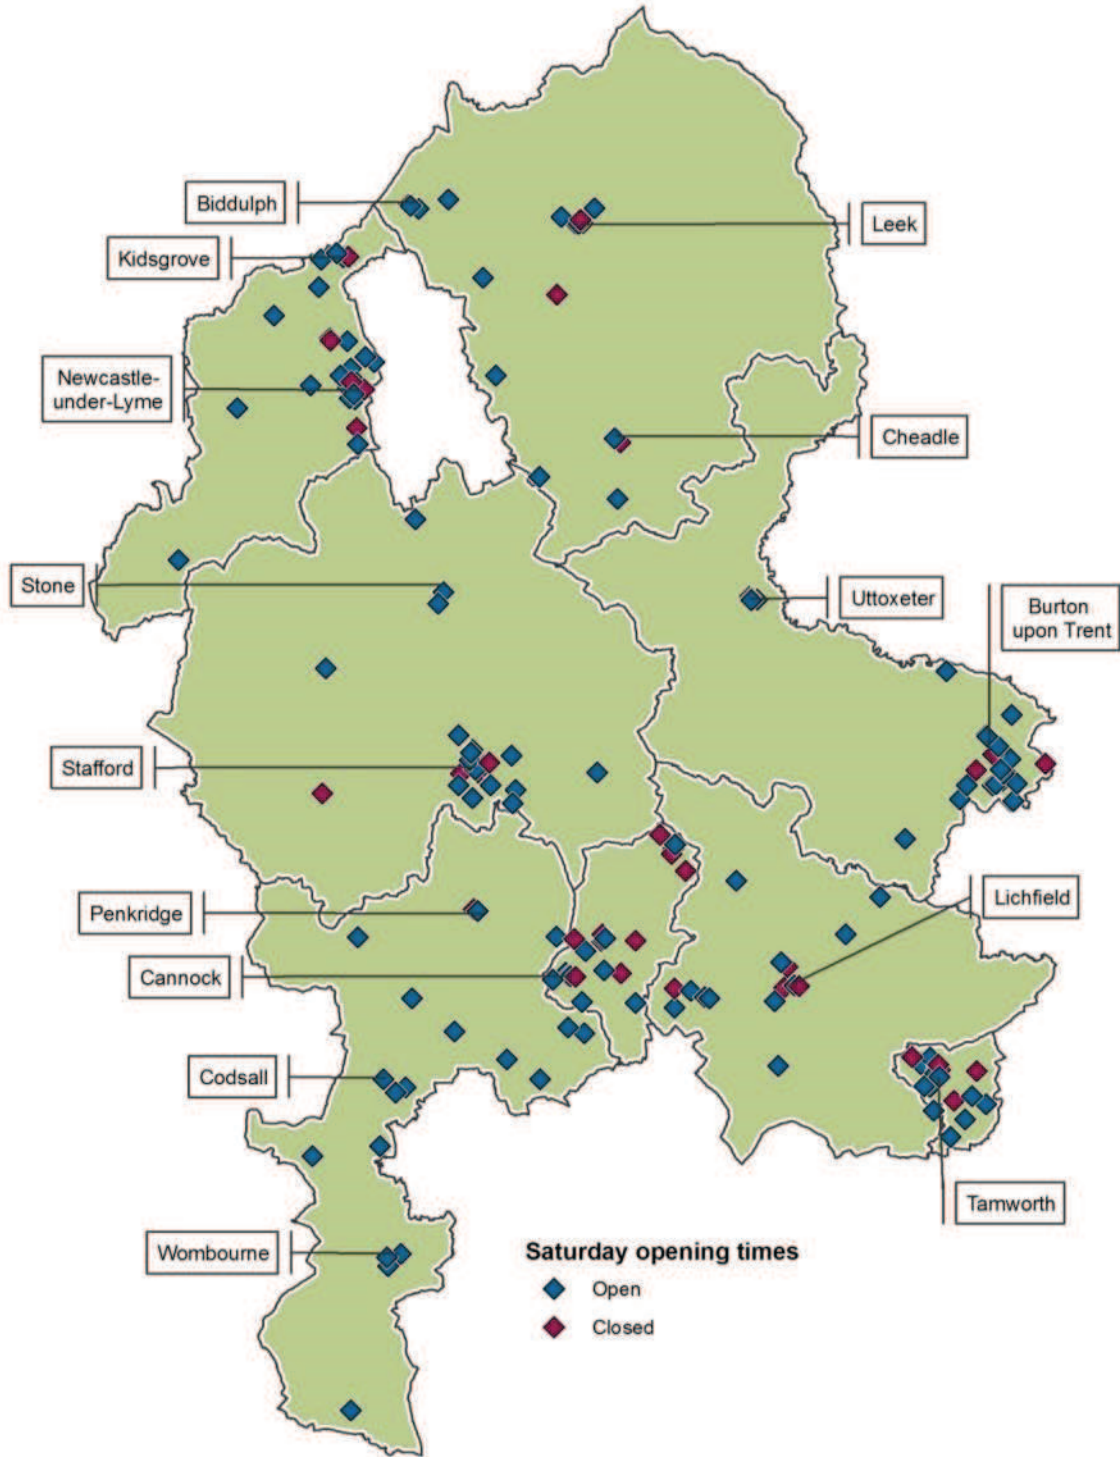 Biddulph
Leek
Kidsgrove
Newcastle-
under-Lyme
Cheadle
Stone
Uttoxeter
Burton
upon Trent
Stafford
Lichfield
Penkridge
Cannock
Codsall
Tamworth
Wombourne
Saturday opening times
Open
Closed